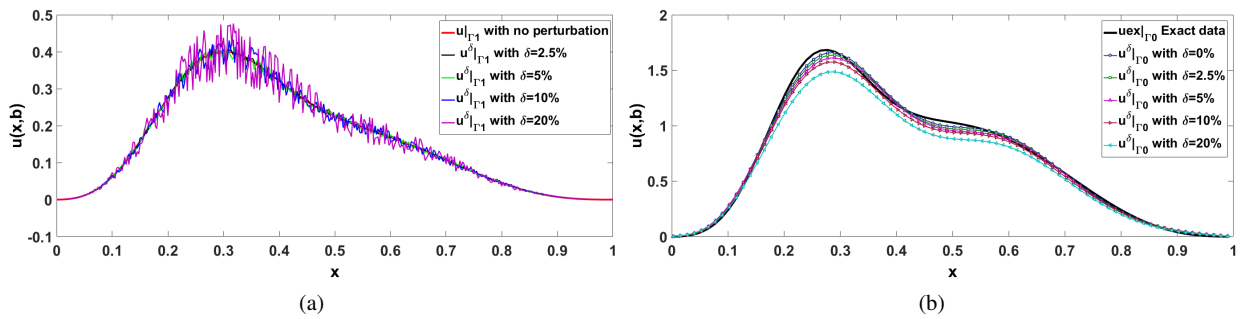 u|Γ1 with no perturbation
uδ|Γ1 with δ=2.5%
uδ|Γ1 with δ=5%
uδ|Γ1 with δ=10%
uδ|Γ1 with δ=20%
0.5
0.4
0.3
0.2
0.1
0
-0.1
u(x,b)
0 0.1 0.2 0.3 0.4 0.5 0.6 0.7 0.8 0.9 1
x
(a)
uex|Γ0 Exact data
uδ|Γ0 with δ=0%
uδ|Γ0 with δ=2.5%
uδ|Γ0 with δ=5%
uδ|Γ0 with δ=10%
uδ|Γ0 with δ=20%
2
1.5
1
0.5
0
u(x,b)
0 0.1 0.2 0.3 0.4 0.5 0.6 0.7 0.8 0.9 1
x
(b)